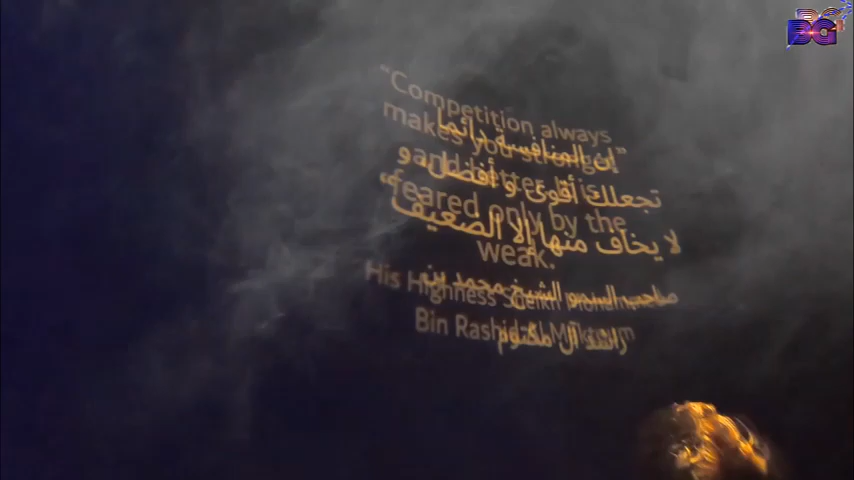 "Competition always
makes you stronger
and better. It is
feared only by the
weak."
His Highness Sheikh Mohammed
Bin Rashid Al Maktoum
"إن المنافسة دائما
تجعلك أقوى و أفضل، و
لا يخاف منها إلا الضعيف"
صاحب السمو الشيخ محمد بن
راشد آل مكتوم
BG